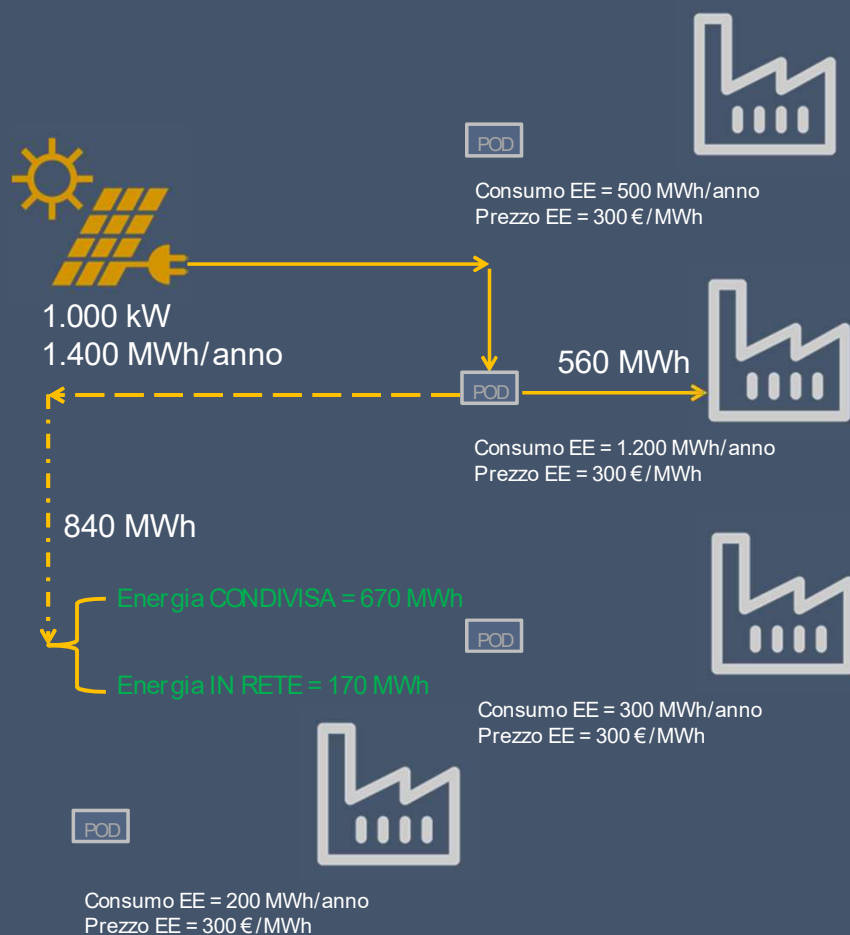 POD
Consumo EE = 500 MWh/anno
Prezzo EE = 300 €/MWh
1.000 kW
1.400 MWh/anno
560 MWh
POD
Consumo EE = 1.200 MWh/anno
Prezzo EE = 300 €/MWh
840 MWh
Energia CONDIVISA = 670 MWh
POD
Energia IN RETE = 170 MWh
Consumo EE = 300 MWh/anno
Prezzo EE = 300 €/MWh
POD
Consumo EE = 200 MWh/anno
Prezzo EE = 300 €/MWh